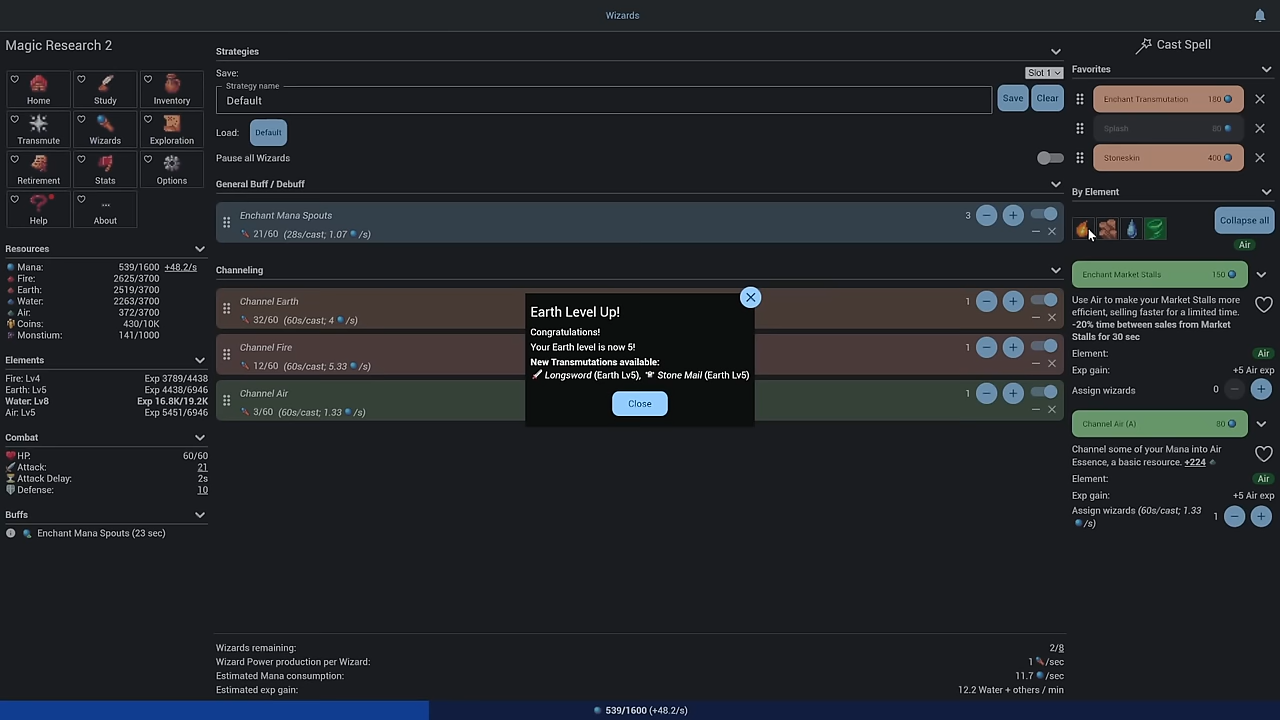 Wizards
Magic Research 2
Home
Study
Inventory
Transmute
Wizards
Exploration
Retirement
Stats
Options
Help
... About
Resources
Mana: 539/1600 +48.2/s
Fire: 2625/3700
Earth: 2519/3700
Water: 2263/3700
Air: 372/3700
Coins: 430/10K
Monstium: 141/1000
Elements
Fire: Lv4 Exp 3789/4438
Earth: Lv5 Exp 4438/6946
Water: Lv8 Exp 16.8K/19.2K
Air: Lv5 Exp 5451/6946
Combat
HP: 60/60
Attack: 21
Attack Delay: 2s
Defense: 10
Buffs
Enchant Mana Spouts (23 sec)
Strategies
Save: Slot 1
Strategy name
Default
Save Clear
Load: Default
Pause all Wizards
General Buff / Debuff
Enchant Mana Spouts 3 − +
21/60 (28s/cast; 1.07 /s)
Channeling
Channel Earth 1 − +
32/60 (60s/cast; 4 /s)
Channel Fire 1 − +
12/60 (60s/cast; 5.33 /s)
Channel Air 1 − +
3/60 (60s/cast; 1.33 /s)
Earth Level Up!
Congratulations!
Your Earth level is now 5!
New Transmutations available:
Longsword (Earth Lv5), Stone Mail (Earth Lv5)
Close
Wizards remaining: 2/8
Wizard Power production per Wizard: 1 /sec
Estimated Mana consumption: 11.7 /sec
Estimated exp gain: 12.2 Water + others / min
Cast Spell
Favorites
Enchant Transmutation 180
Splash 80
Stoneskin 400
By Element
Collapse all
Air
Enchant Market Stalls 150
Use Air to make your Market Stalls more
efficient, selling faster for a limited time.
-20% time between sales from Market
Stalls for 30 sec
Element: Air
Exp gain: +5 Air exp
Assign wizards 0 − +
Channel Air (A) 80
Channel some of your Mana into Air
Essence, a basic resource. +224
Element: Air
Exp gain: +5 Air exp
Assign wizards (60s/cast; 1.33
/s) 1 − +
539/1600 (+48.2/s)